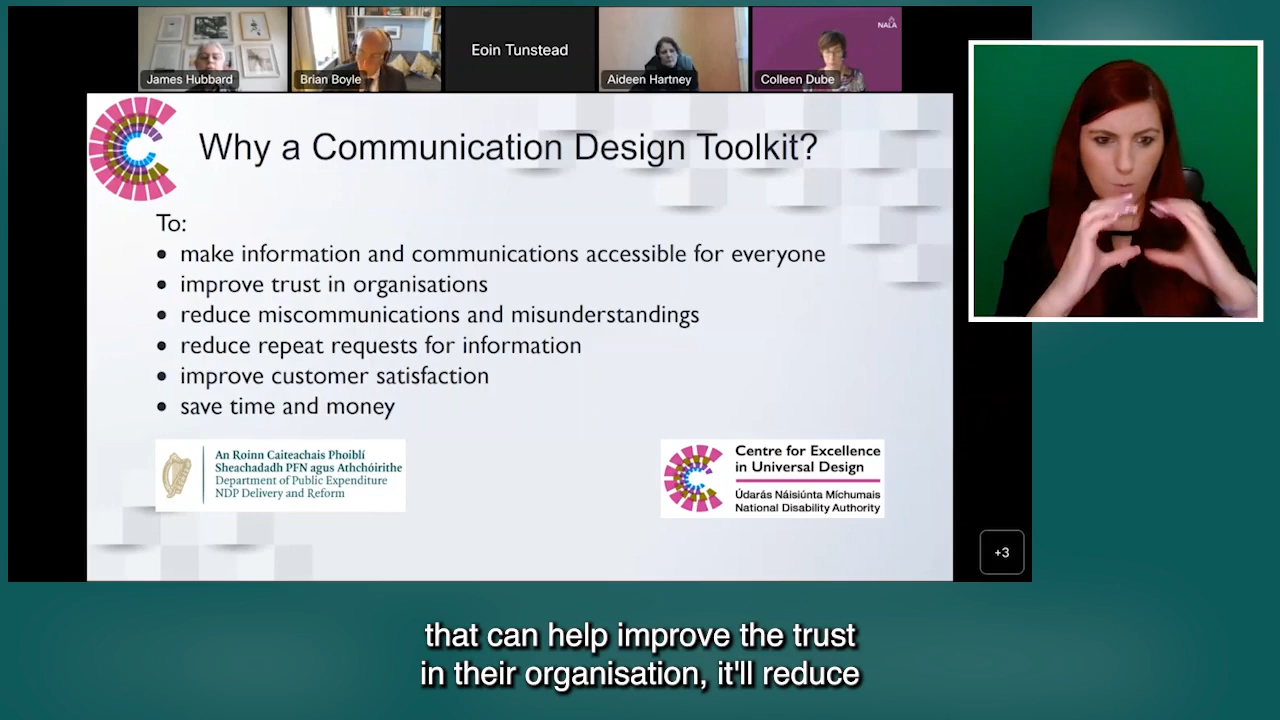 NALA
Eoin Tunstead
James Hubbard
Brian Boyle
Aideen Hartney
Colleen Dube
Why a Communication Design Toolkit?
To:
• make information and communications accessible for everyone
• improve trust in organisations
• reduce miscommunications and misunderstandings
• reduce repeat requests for information
• improve customer satisfaction
• save time and money
An Roinn Caiteachais Phoiblí
Sheachadadh PFN agus Athchóirithe
Department of Public Expenditure
NDP Delivery and Reform
Centre for Excellence
in Universal Design
Údarás Náisiúnta Míchumais
National Disability Authority
+3
that can help improve the trust
in their organisation, it'll reduce